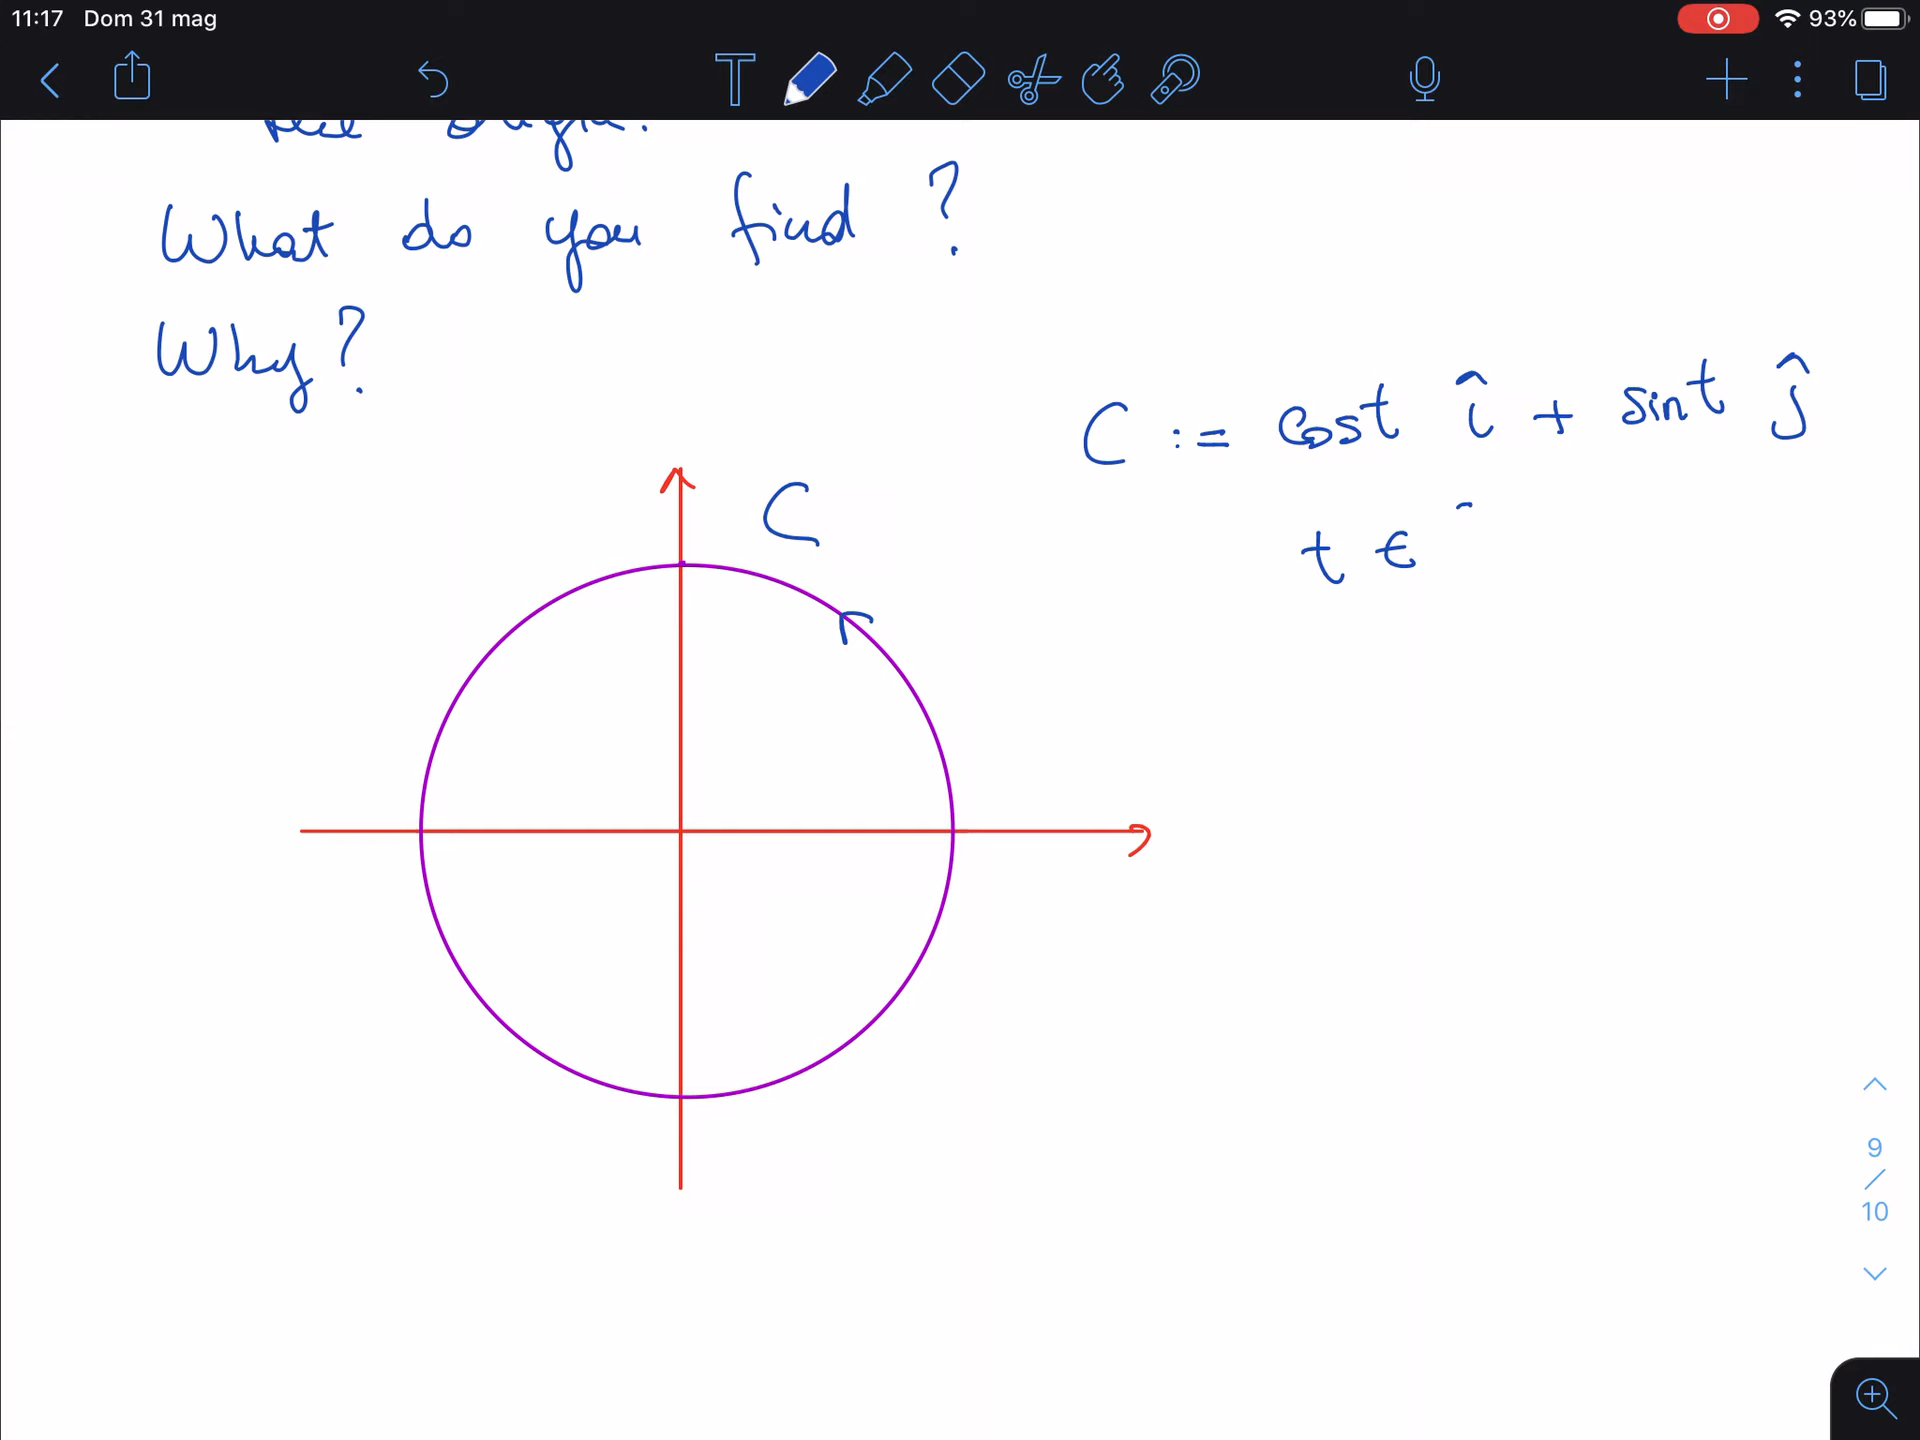 11:17 Dom 31 mag 93%
T
What do you find ?
Why?
C := cost î + sint ĵ
t ∈
C
9
/
10